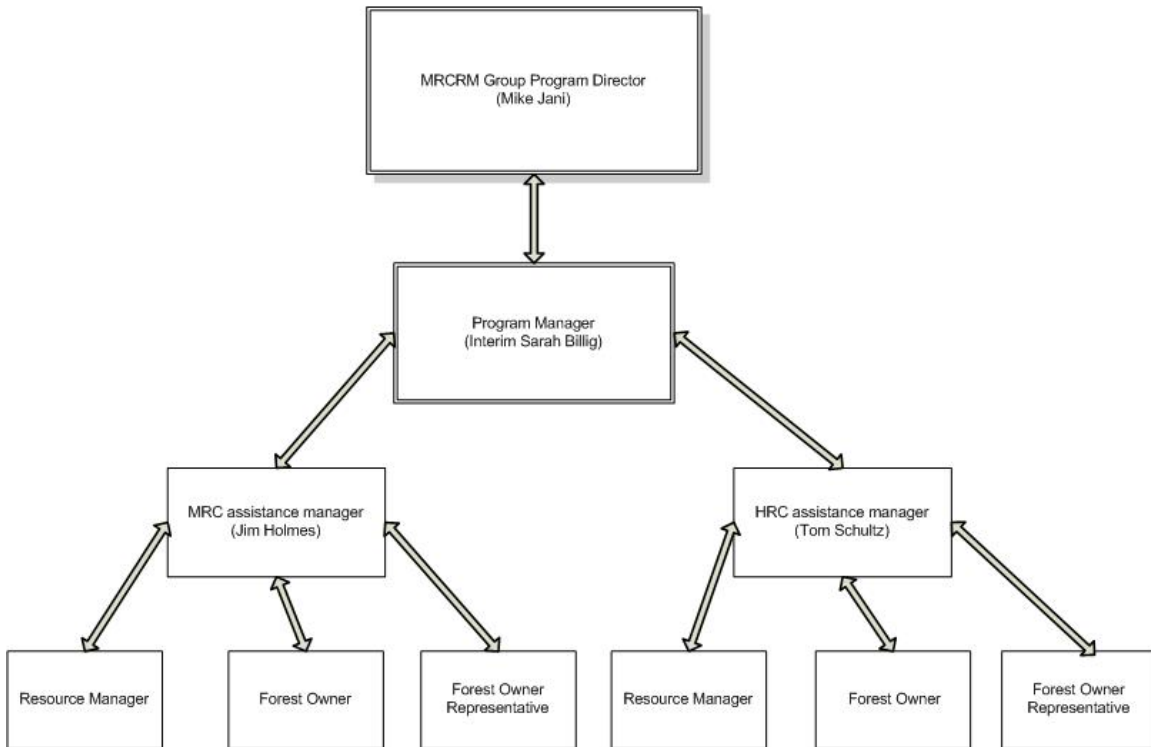 MRCRM Group Program Director
(Mike Jani)
Program Manager
(Interim Sarah Billig)
MRC assistance manager
(Jim Holmes)
HRC assistance manager
(Tom Schultz)
Resource Manager
Forest Owner
Forest Owner
Representative
Resource Manager
Forest Owner
Forest Owner
Representative